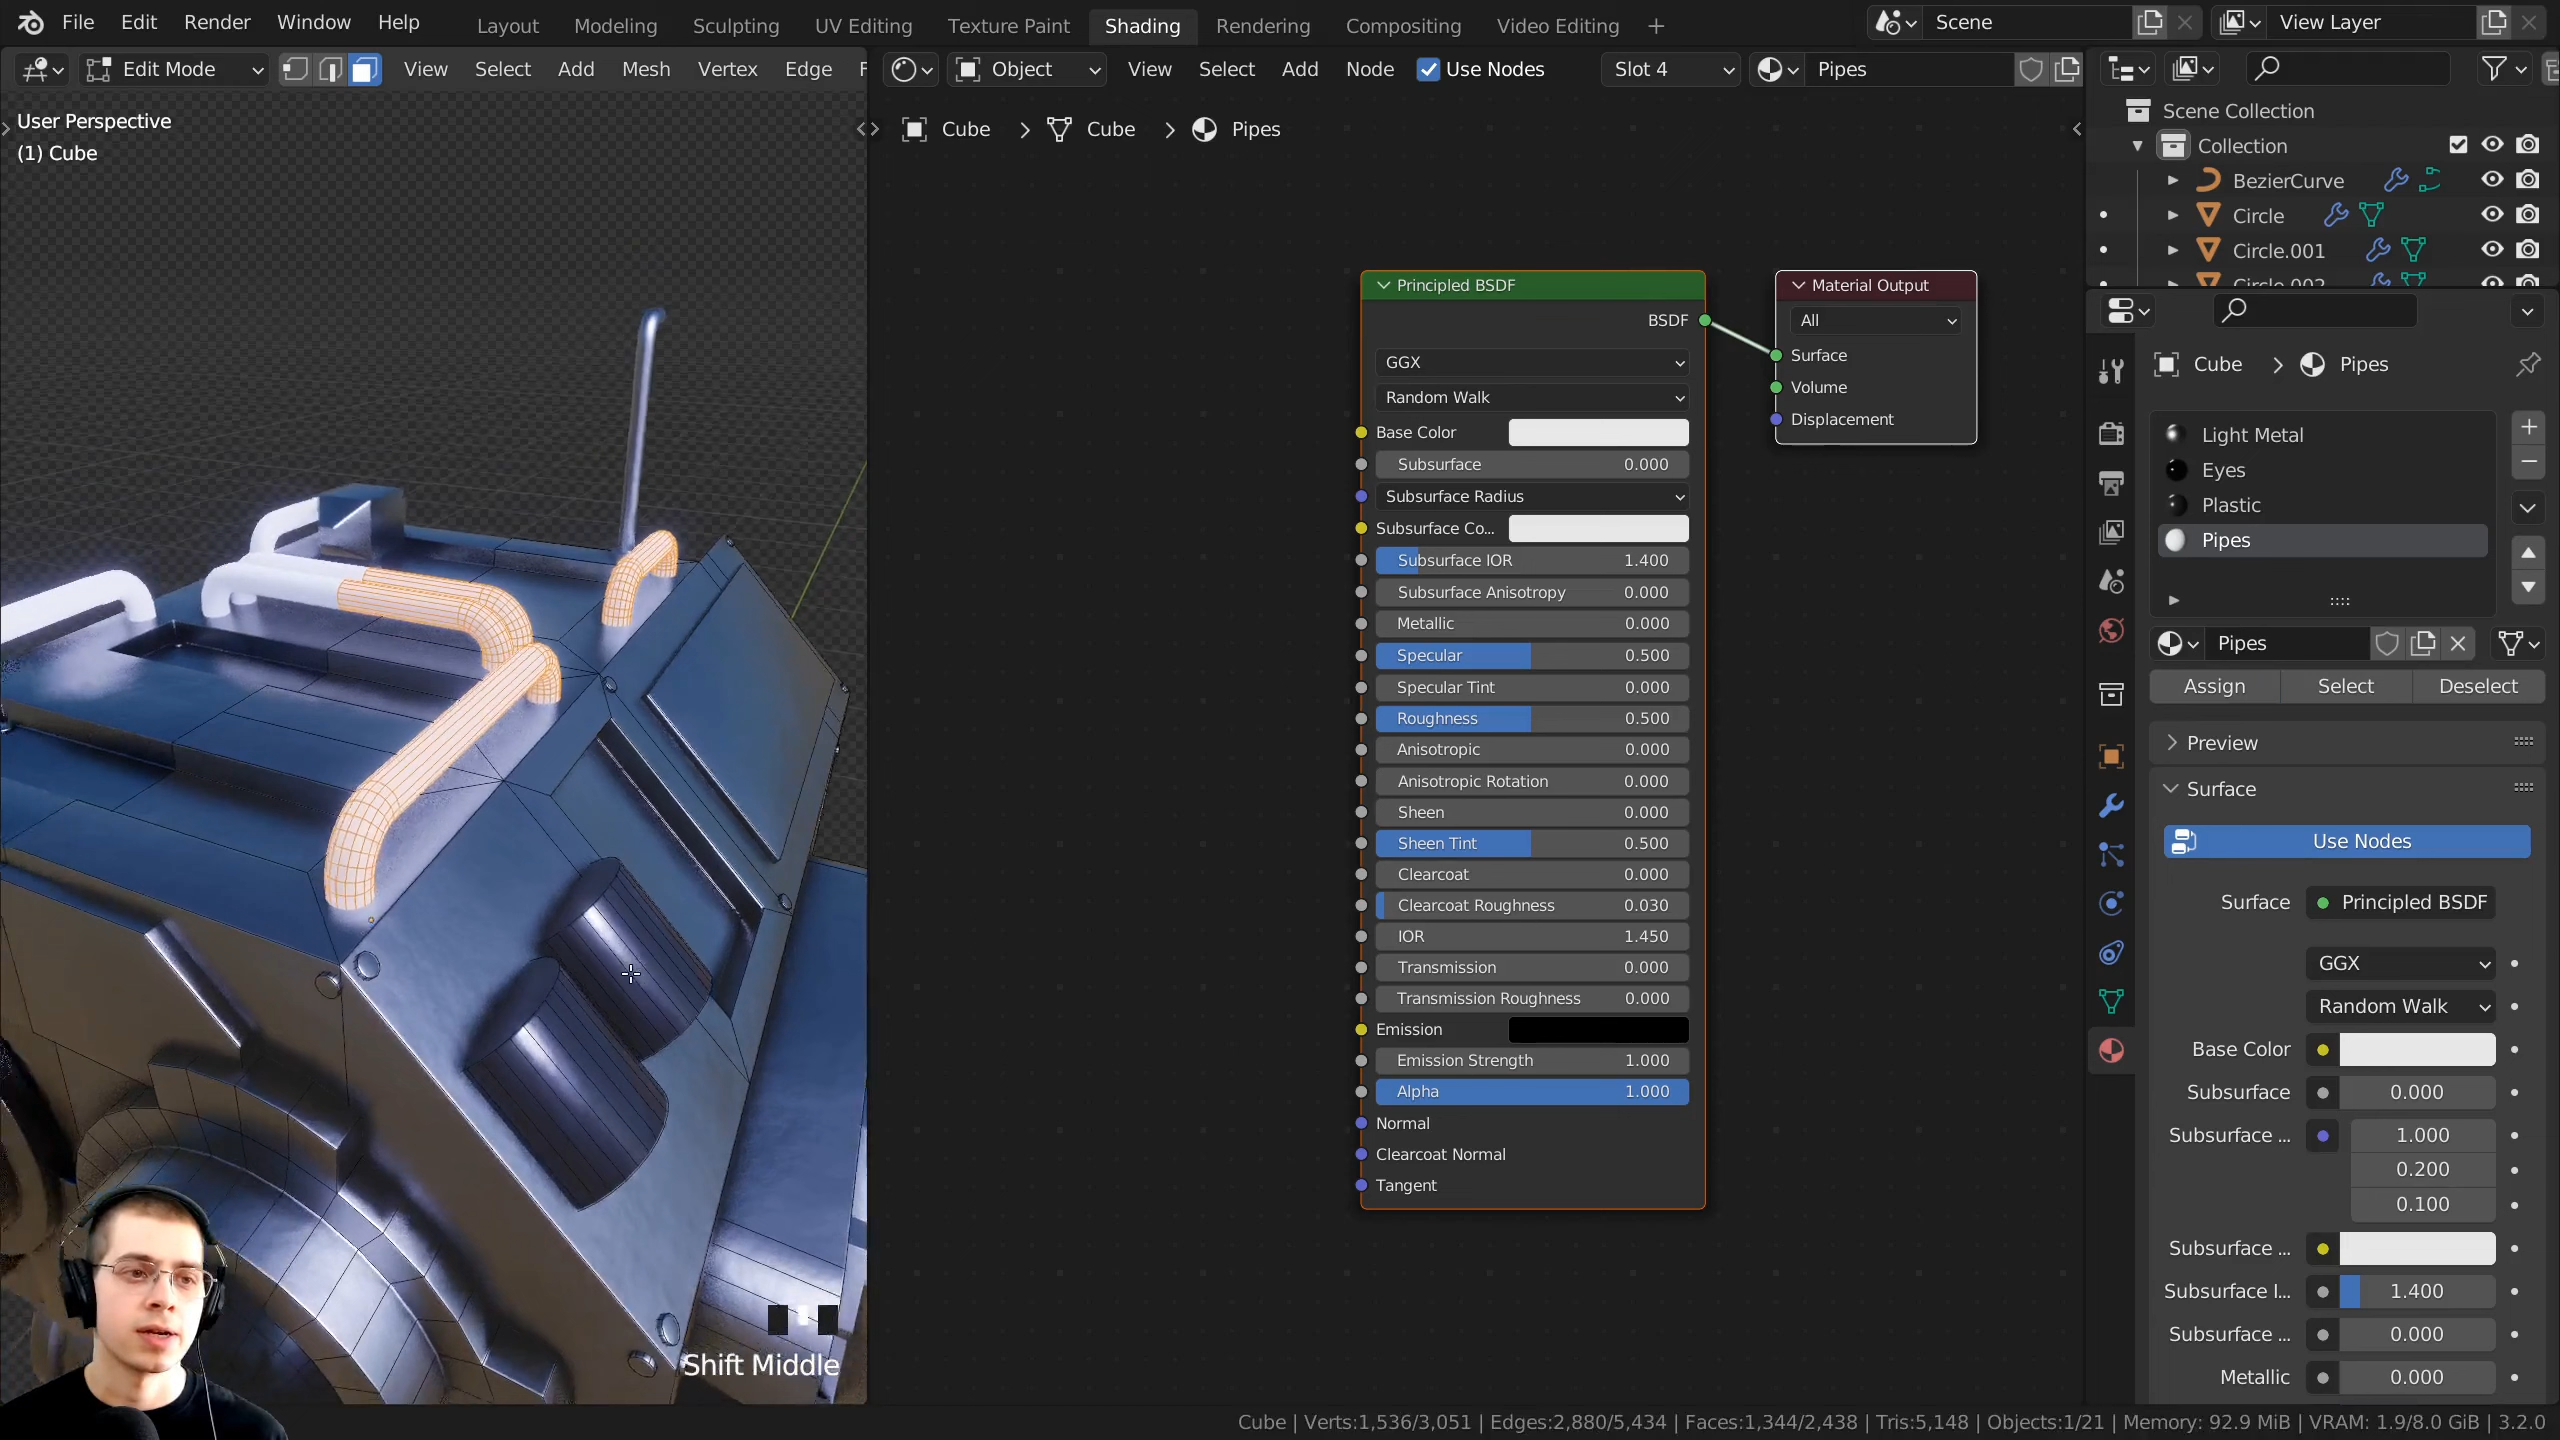 File Edit Render Window Help Layout Modeling Sculpting UV Editing Texture Paint Shading Rendering Compositing Video Editing + Scene View Layer
Edit Mode View Select Add Mesh Vertex Edge F Object View Select Add Node Use Nodes Slot 4 Pipes
User Perspective
(1) Cube
Cube > Cube > Pipes
Principled BSDF
BSDF
GGX
Random Walk
Base Color
Subsurface 0.000
Subsurface Radius
Subsurface Co...
Subsurface IOR 1.400
Subsurface Anisotropy 0.000
Metallic 0.000
Specular 0.500
Specular Tint 0.000
Roughness 0.500
Anisotropic 0.000
Anisotropic Rotation 0.000
Sheen 0.000
Sheen Tint 0.500
Clearcoat 0.000
Clearcoat Roughness 0.030
IOR 1.450
Transmission 0.000
Transmission Roughness 0.000
Emission
Emission Strength 1.000
Alpha 1.000
Normal
Clearcoat Normal
Tangent
Material Output
All
Surface
Volume
Displacement
Scene Collection
Collection
BezierCurve
Circle
Circle.001
Circle.002
Cube > Pipes
Light Metal
Eyes
Plastic
Pipes
Pipes
Assign Select Deselect
Preview
Surface
Use Nodes
Surface Principled BSDF
GGX
Random Walk
Base Color
Subsurface 0.000
Subsurface ... 1.000
0.200
0.100
Subsurface ...
Subsurface I... 1.400
Subsurface ... 0.000
Metallic 0.000
Shift Middle
Cube | Verts:1,536/3,051 | Edges:2,880/5,434 | Faces:1,344/2,438 | Tris:5,148 | Objects:1/21 | Memory: 92.9 MiB | VRAM: 1.9/8.0 GiB | 3.2.0